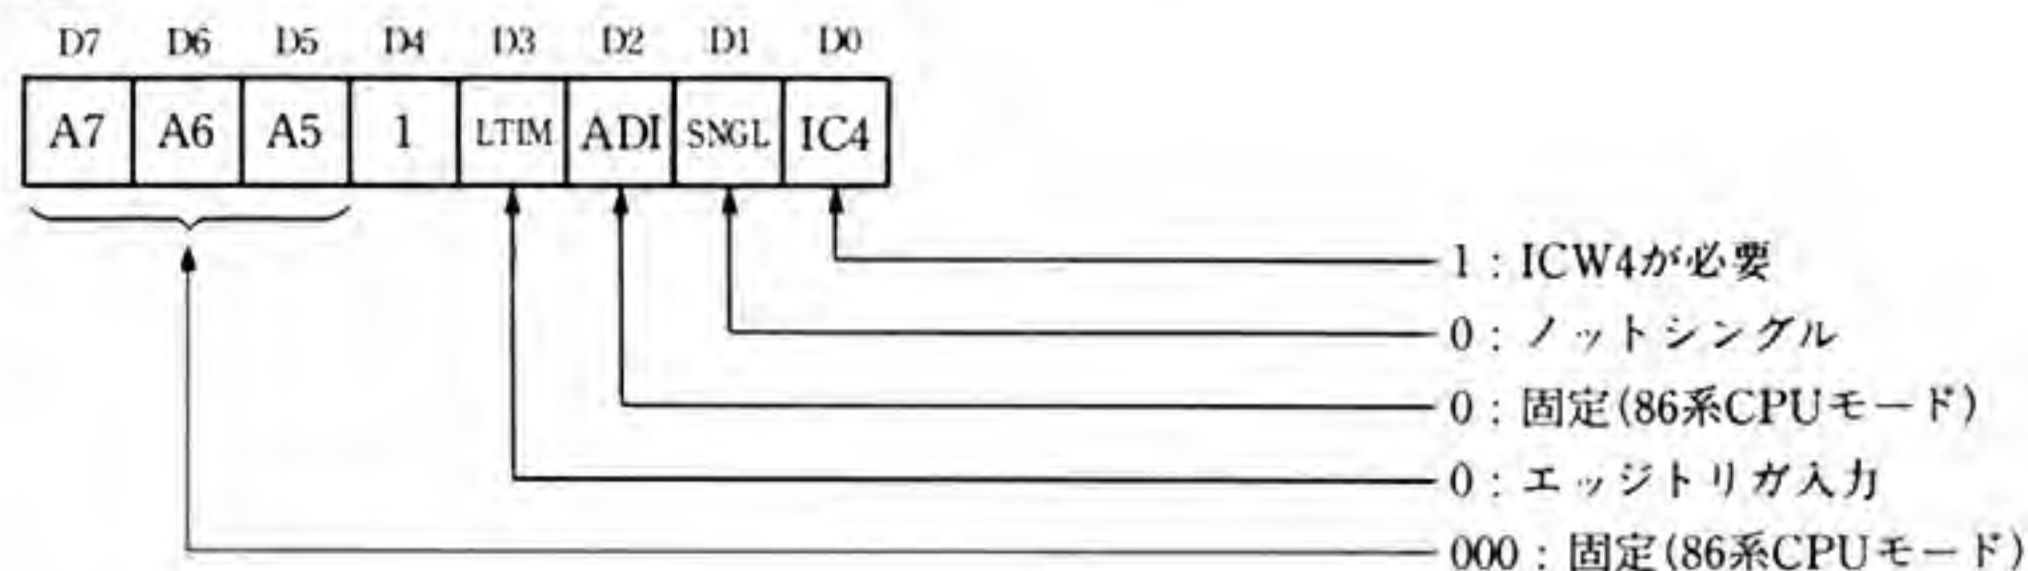 D7 D6 D5 D4 D3 D2 D1 D0
A7 A6 A5 1 LTIM ADI SNGL IC4
1：ICW4が必要
0：ノットシングル
0：固定(86系CPUモード)
0：エッジトリガ入力
000：固定(86系CPUモード)